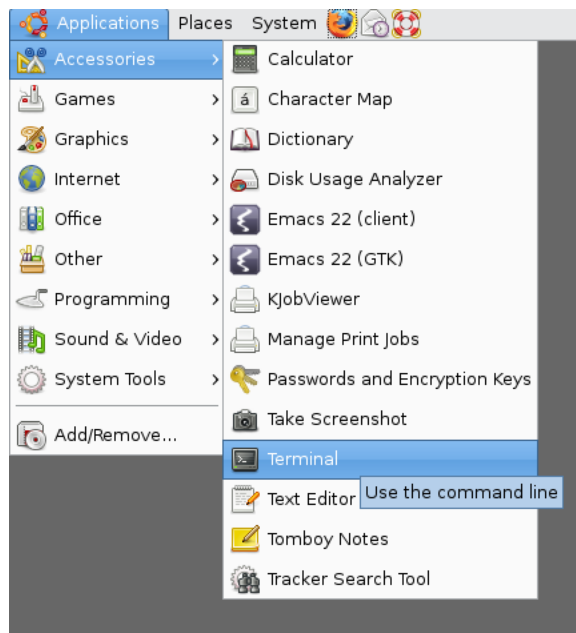 Applications Places System
Accessories
Games
Graphics
Internet
Office
Other
Programming
Sound & Video
System Tools
Add/Remove...
Calculator
á Character Map
Dictionary
Disk Usage Analyzer
Emacs 22 (client)
Emacs 22 (GTK)
KJobViewer
Manage Print Jobs
Passwords and Encryption Keys
Take Screenshot
Terminal
Text Editor
Use the command line
Tomboy Notes
Tracker Search Tool